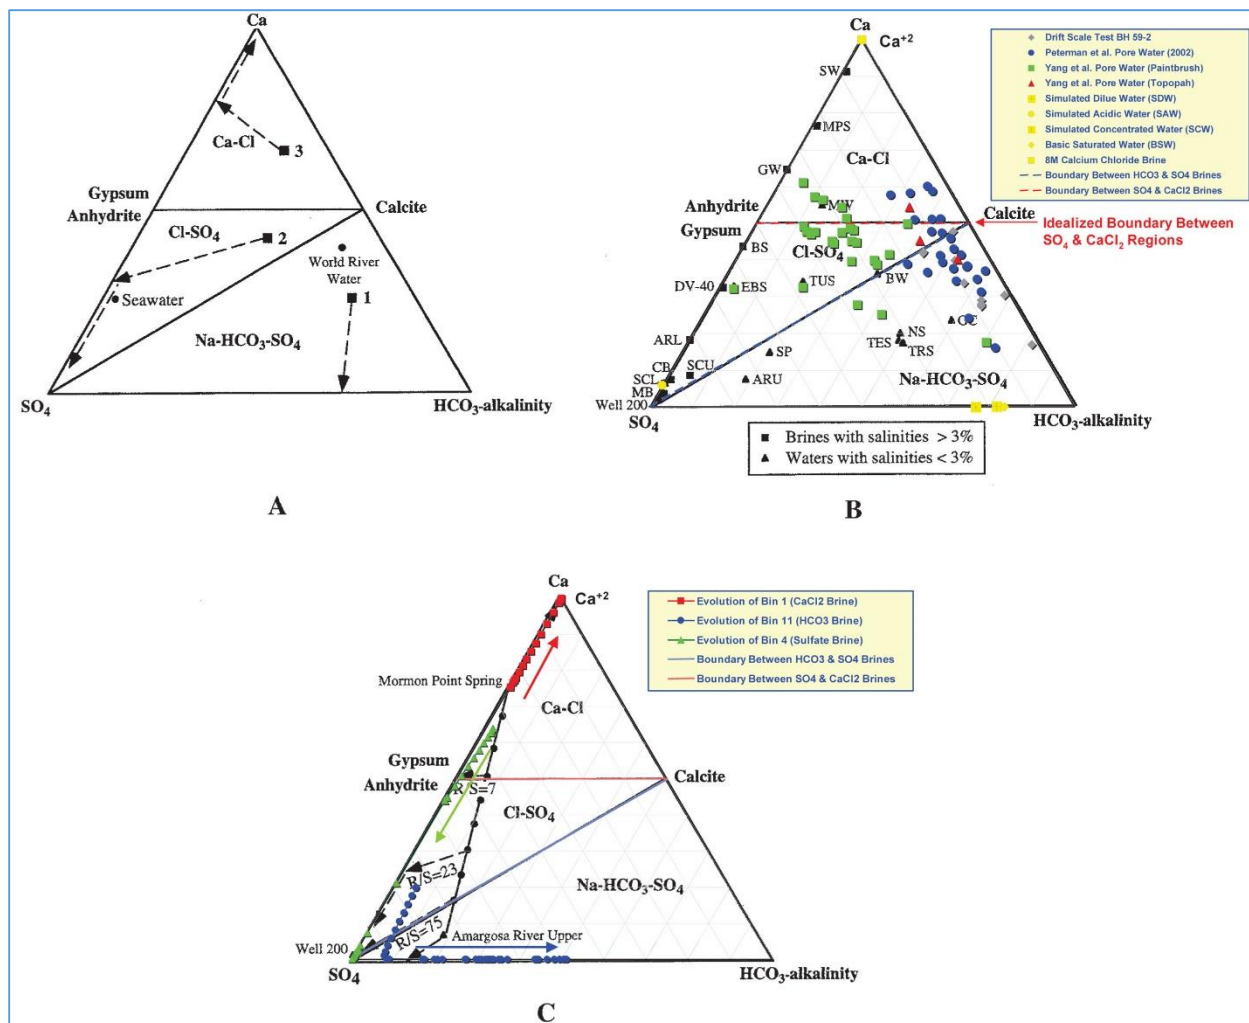 Ca
3
Ca-Cl
Gypsum
Anhydrite
Calcite
Cl-SO4
2
World River
Water
Seawater
1
Na-HCO3-SO4
SO4
HCO3-alkalinity
A
Ca
Ca+2
SW
MPS
Ca-Cl
GW
MIW
Anhydrite
Gypsum
Calcite
Idealized Boundary Between
SO4 & CaCl2 Regions
Cl-SO4
BS
BW
DV-40
EBS
TUS
GC
NS
ARL
TES
TRS
SP
CB
SCU
SCL
ARU
MB
Na-HCO3-SO4
Well 200
SO4
HCO3-alkalinity
Brines with salinities > 3%
Waters with salinities < 3%
B
Drift Scale Test BH 59-2
Peterman et al. Pore Water (2002)
Yang et al. Pore Water (Paintbrush)
Yang et al. Pore Water (Topopah)
Simulated Dilue Water (SDW)
Simulated Acidic Water (SAW)
Simulated Concentrated Water (SCW)
Basic Saturated Water (BSW)
8M Calcium Chloride Brine
Boundary Between HCO3 & SO4 Brines
Boundary Between SO4 & CaCl2 Brines
Ca
Ca+2
Mormon Point Spring
Ca-Cl
Gypsum
Anhydrite
Calcite
R/S=7
Cl-SO4
R/S=23
Na-HCO3-SO4
R/S=75
Amargosa River Upper
Well 200
SO4
HCO3-alkalinity
C
Evolution of Bin 1 (CaCl2 Brine)
Evolution of Bin 11 (HCO3 Brine)
Evolution of Bin 4 (Sulfate Brine)
Boundary Between HCO3 & SO4 Brines
Boundary Between SO4 & CaCl2 Brines